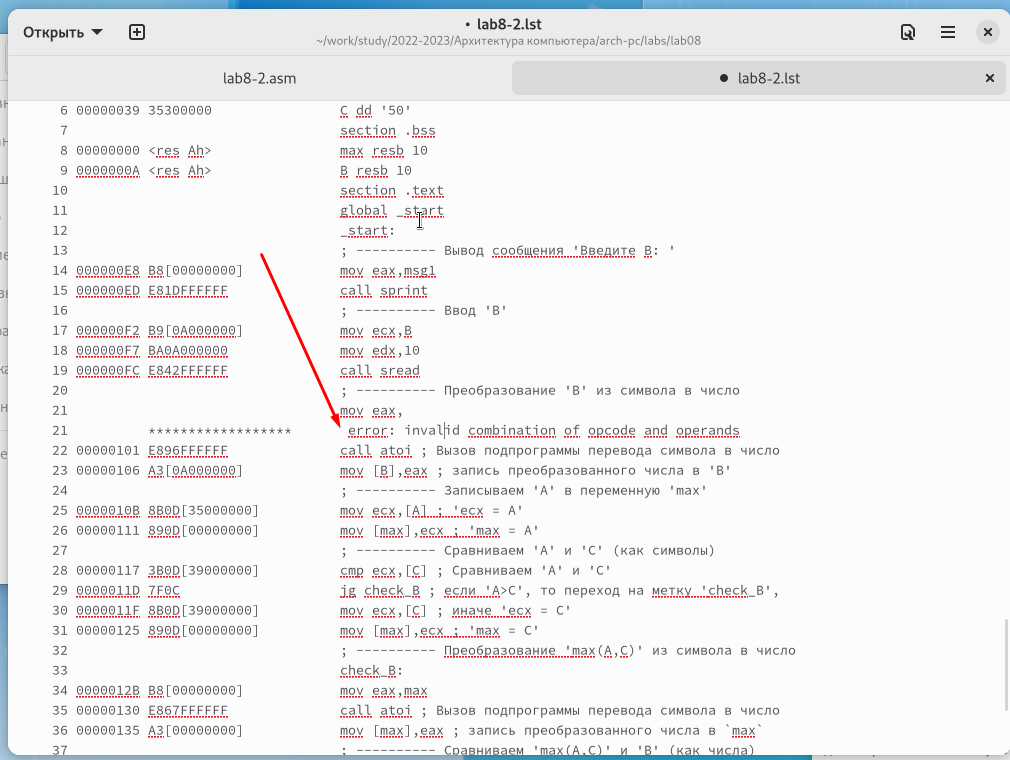 Открыть
• lab8-2.lst
~/work/study/2022-2023/Архитектура компьютера/arch-pc/labs/lab08
lab8-2.asm
● lab8-2.lst
6 00000039 35300000 C dd '50'
7 section .bss
8 00000000 <res Ah> max resb 10
9 0000000A <res Ah> B resb 10
10 section .text
11 global _start
12 _start:
13 ; ---------- Вывод сообщения 'Введите B: '
14 000000E8 B8[00000000] mov eax,msg1
15 000000ED E81DFFFFFF call sprint
16 ; ---------- Ввод 'B'
17 000000F2 B9[0A000000] mov ecx,B
18 000000F7 BA0A000000 mov edx,10
19 000000FC E842FFFFFF call sread
20 ; ---------- Преобразование 'B' из символа в число
21 mov eax,
21 ****************** error: invalid combination of opcode and operands
22 00000101 E896FFFFFF call atoi ; Вызов подпрограммы перевода символа в число
23 00000106 A3[0A000000] mov [B],eax ; запись преобразованного числа в 'B'
24 ; ---------- Записываем 'A' в переменную 'max'
25 0000010B 8B0D[35000000] mov ecx,[A] ; 'ecx = A'
26 00000111 890D[00000000] mov [max],ecx ; 'max = A'
27 ; ---------- Сравниваем 'A' и 'C' (как символы)
28 00000117 3B0D[39000000] cmp ecx,[C] ; Сравниваем 'A' и 'C'
29 0000011D 7F0C jg check_B ; если 'A>C', то переход на метку 'check_B',
30 0000011F 8B0D[39000000] mov ecx,[C] ; иначе 'ecx = C'
31 00000125 890D[00000000] mov [max],ecx ; 'max = C'
32 ; ---------- Преобразование 'max(A,C)' из символа в число
33 check_B:
34 0000012B B8[00000000] mov eax,max
35 00000130 E867FFFFFF call atoi ; Вызов подпрограммы перевода символа в число
36 00000135 A3[00000000] mov [max],eax ; запись преобразованного числа в `max`
37 ; ---------- Сравниваем 'max(A,C)' и 'B' (как числа)